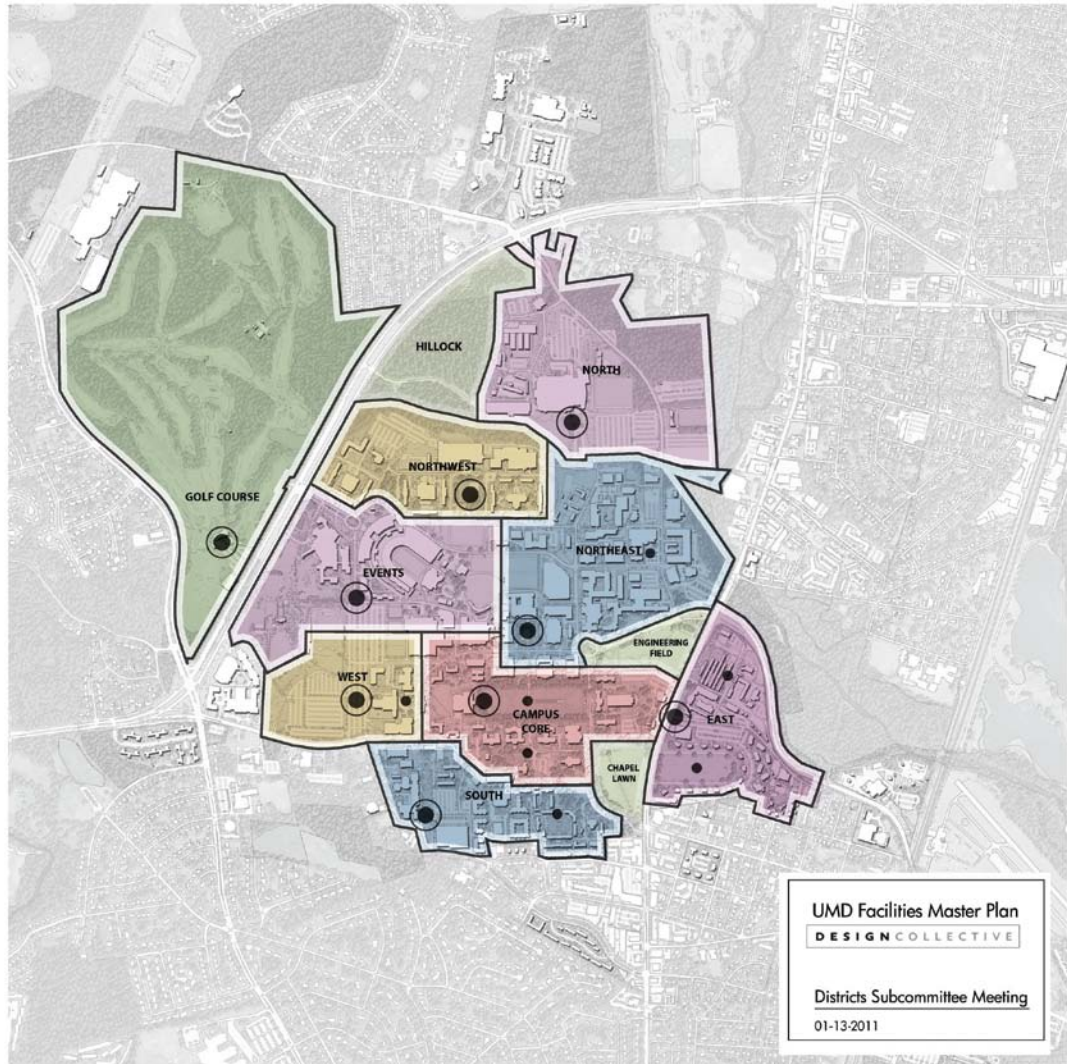 HILLOCK
NORTH
NORTHWEST
GOLF COURSE
NORTHEAST
EVENTS
ENGINEERING
FIELD
WEST
CAMPUS
CORE
EAST
CHAPEL
LAWN
SOUTH
UMD Facilities Master Plan
DESIGNCOLLECTIVE
Districts Subcommittee Meeting
01-13-2011